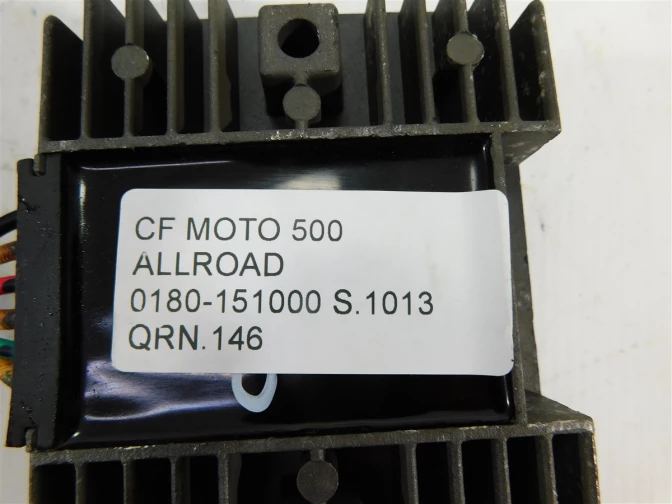 CF MOTO 500
ALLROAD
0180-151000 S.1013
QRN.146